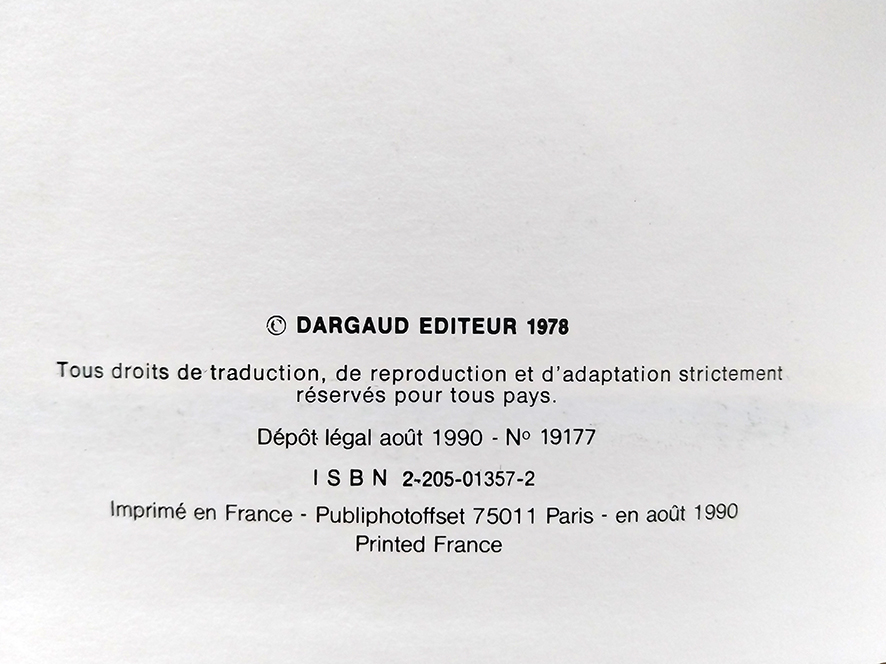 © DARGAUD EDITEUR 1978
Tous droits de traduction, de reproduction et d'adaptation strictement
réservés pour tous pays.
Dépôt légal août 1990 - Nº 19177
I S B N 2-205-01357-2
Imprimé en France - Publiphotoffset 75011 Paris - en août 1990
Printed France